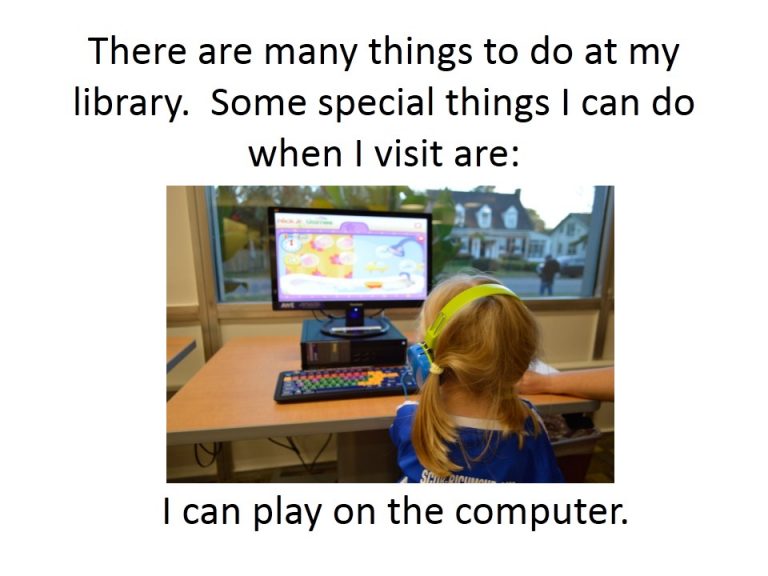 There are many things to do at my
library.  Some special things I can do
when I visit are:
I can play on the computer.